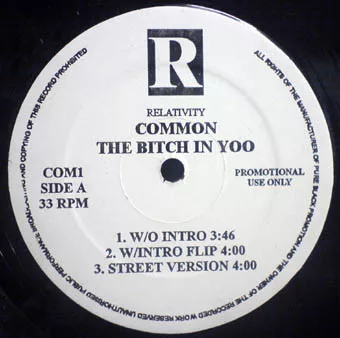 ALL RIGHTS OF THE MANUFACTURER OF PURE BLACK PROMOTION AND THE OWNER OF THE RECORDED WORK RESERVED UNAUTHORISED PUBLIC PERFORMANCE BROADCASTING AND COPYING OF THIS RECORD PROHIBITED
R
RELATIVITY
COMMON
THE BITCH IN YOO
COM1
SIDE A
33 RPM
PROMOTIONAL
USE ONLY
1. W/O INTRO 3:46
2. W/INTRO FLIP 4:00
3. STREET VERSION 4:00